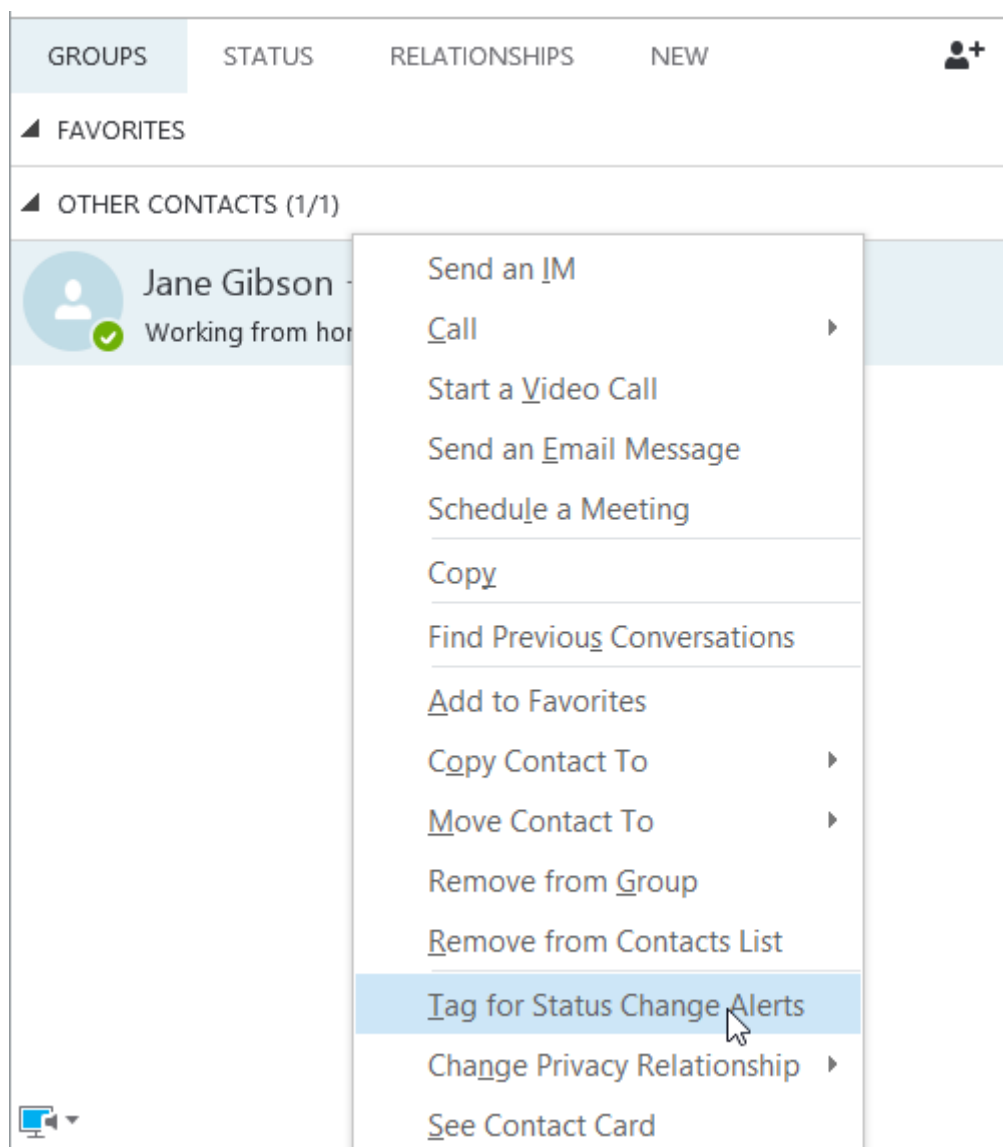 GROUPS STATUS RELATIONSHIPS NEW
FAVORITES
OTHER CONTACTS (1/1)
Jane Gibson -
Working from
Send an IM
Call
Start a Video Call
Send an Email Message
Schedule a Meeting
Copy
Find Previous Conversations
Add to Favorites
Copy Contact To
Move Contact To
Remove from Group
Remove from Contacts List
Tag for Status Change Alerts
Change Privacy Relationship
See Contact Card